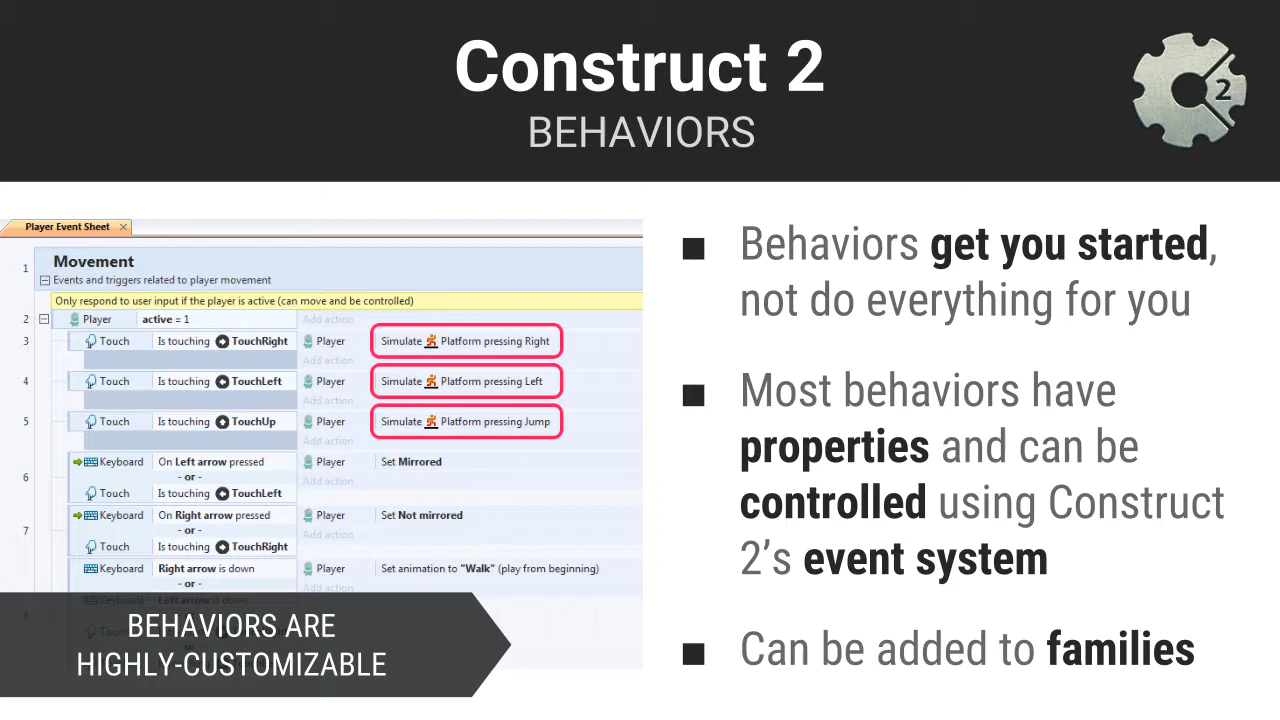 Construct 2
BEHAVIORS
2
Player Event Sheet
1
Movement
Events and triggers related to player movement
Only respond to user input if the player is active (can move and be controlled)
2 Player active = 1 Add action
3 Touch Is touching TouchRight Player Simulate Platform pressing Right
Add action
4 Touch Is touching TouchLeft Player Simulate Platform pressing Left
Add action
5 Touch Is touching TouchUp Player Simulate Platform pressing Jump
Add action
Keyboard On Left arrow pressed Player Set Mirrored
6 - or - Add action
Touch Is touching TouchLeft
Keyboard On Right arrow pressed Player Set Not mirrored
7 - or - Add action
Touch Is touching TouchRight
Keyboard Right arrow is down Player Set animation to "Walk" (play from beginning)
- or -
Keyboard Left arrow is down
BEHAVIORS ARE
HIGHLY-CUSTOMIZABLE
■ Behaviors get you started,
not do everything for you
■ Most behaviors have
properties and can be
controlled using Construct
2’s event system
■ Can be added to families